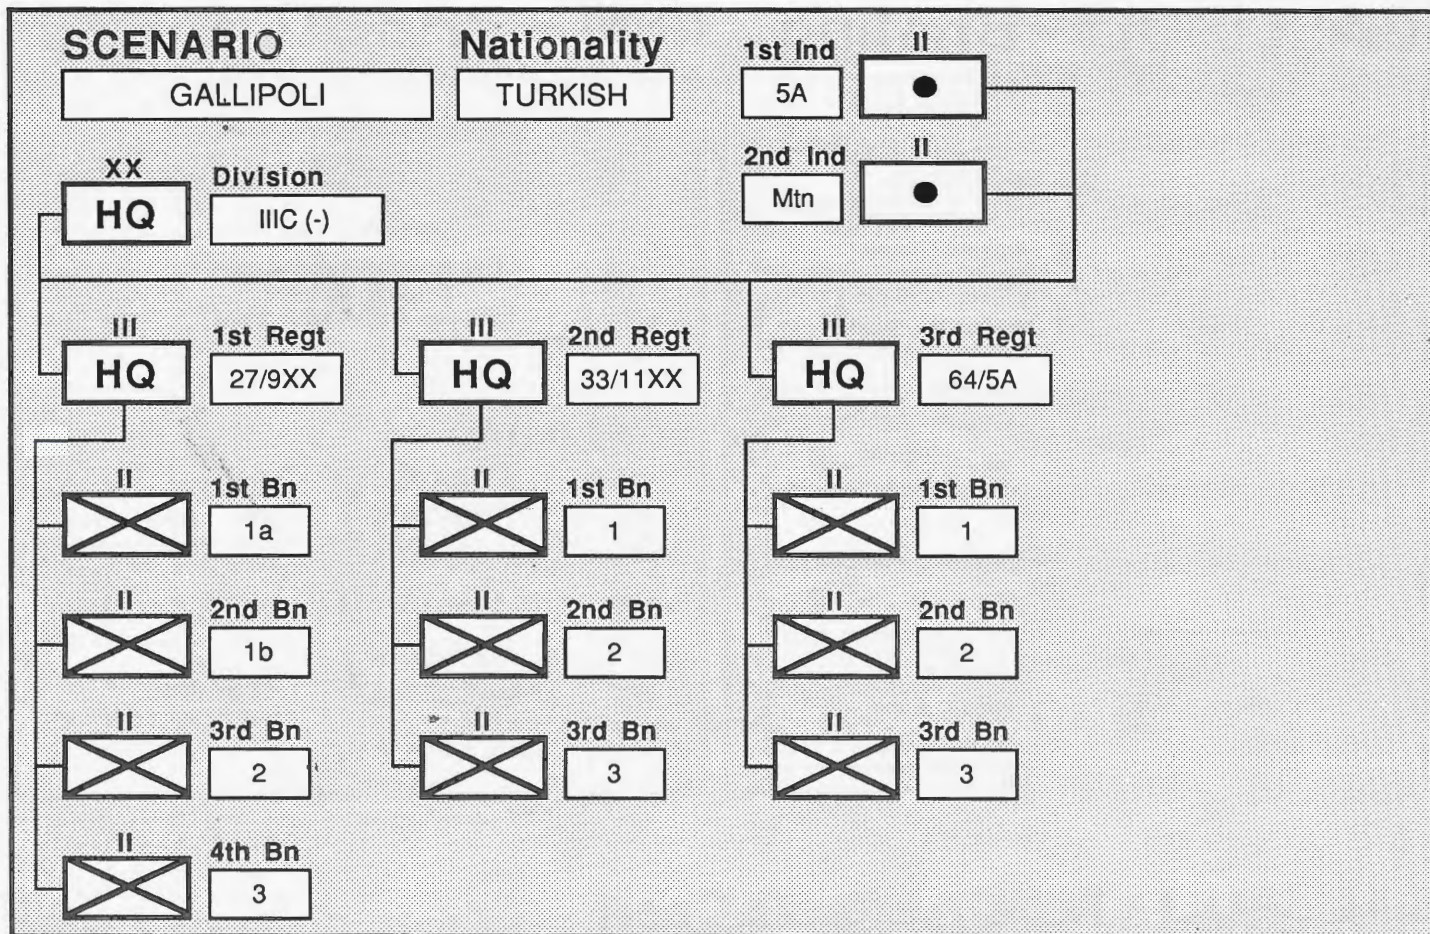 SCENARIO
GALLIPOLI
Nationality
TURKISH
1st Ind
5A
II
2nd Ind
Mtn
II
XX
HQ
Division
IIIC (-)
III
HQ
1st Regt
27/9XX
III
HQ
2nd Regt
33/11XX
III
HQ
3rd Regt
64/5A
II
1st Bn
1a
II
1st Bn
1
II
1st Bn
1
II
2nd Bn
1b
II
2nd Bn
2
II
2nd Bn
2
II
3rd Bn
2
II
3rd Bn
3
II
3rd Bn
3
II
4th Bn
3